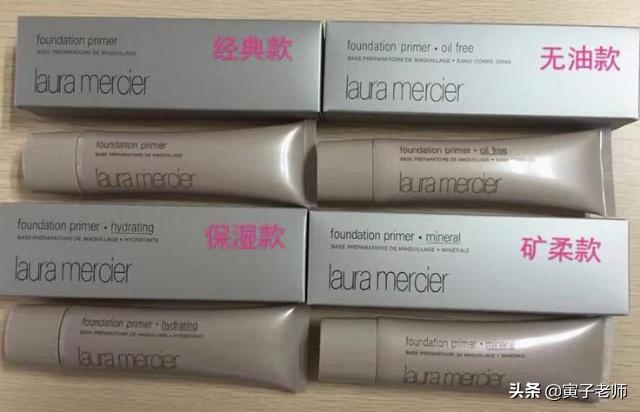 foundation primer
BASE PRÉPARATOIRE DE MAQUILLAGE
laura mercier
经典款
foundation primer • oil free
BASE PRÉPARATOIRE DE MAQUILLAGE • SANS CORPS GRAS
laura mercier
无油款
foundation primer
BASE PRÉPARATOIRE DE MAQUILLAGE
laura mercier
foundation primer • oil free
BASE PRÉPARATOIRE DE MAQUILLAGE • SANS CORPS
laura mercier
foundation primer • hydrating
BASE PRÉPARATOIRE DE MAQUILLAGE • HYDRATANTE
laura mercier
保湿款
foundation primer • mineral
BASE PRÉPARATOIRE DE MAQUILLAGE • MINÉRALE
laura mercier
矿柔款
foundation primer • hydrating
BASE PRÉPARATOIRE DE MAQUILLAGE • HYDRATANTE
laura mercier
foundation primer • mineral
BASE PRÉPARATOIRE DE MAQUILLAGE • MINÉRALE
laura mercier
头条 @寅子老师